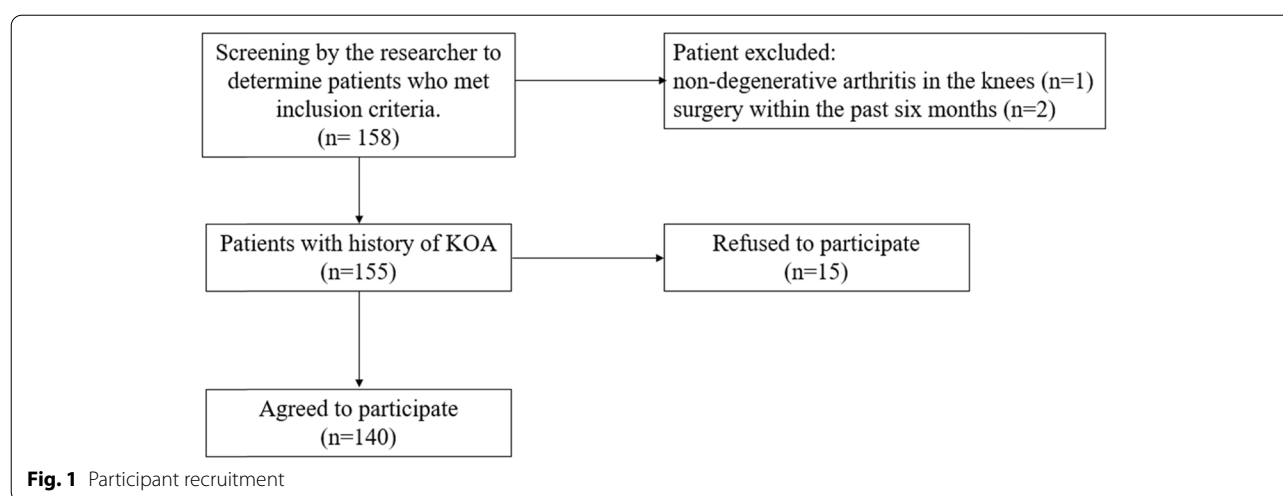 Screening by the researcher to
determine patients who met
inclusion criteria.
(n= 158)
Patient excluded:
non-degenerative arthritis in the knees (n=1)
surgery within the past six months (n=2)
Patients with history of KOA
(n=155)
Refused to participate
(n=15)
Agreed to participate
(n=140)
Fig. 1 Participant recruitment